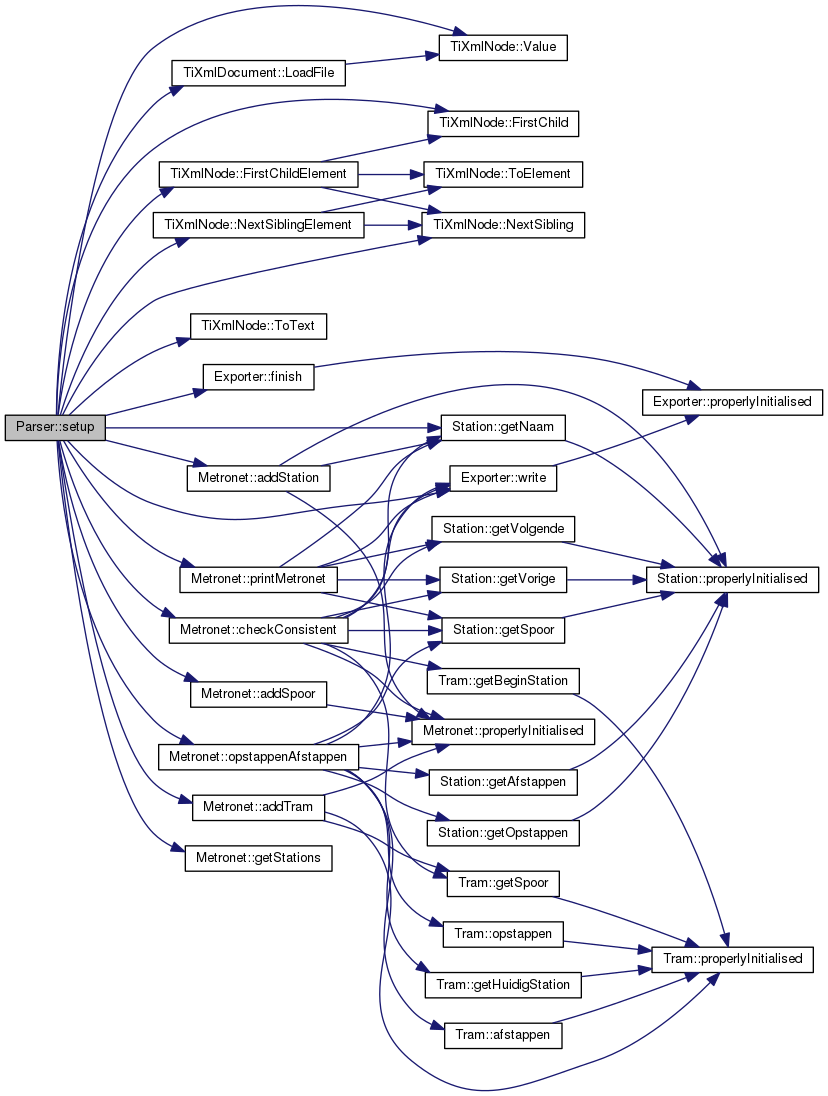 TiXmlNode::Value
TiXmlDocument::LoadFile
TiXmlNode::FirstChild
TiXmlNode::FirstChildElement
TiXmlNode::ToElement
TiXmlNode::NextSiblingElement
TiXmlNode::NextSibling
TiXmlNode::ToText
Exporter::finish
Exporter::properlyInitialised
Parser::setup
Station::getNaam
Metronet::addStation
Exporter::write
Station::getVolgende
Metronet::printMetronet
Station::getVorige
Station::properlyInitialised
Metronet::checkConsistent
Station::getSpoor
Tram::getBeginStation
Metronet::addSpoor
Metronet::properlyInitialised
Metronet::opstappenAfstappen
Station::getAfstappen
Metronet::addTram
Station::getOpstappen
Metronet::getStations
Tram::getSpoor
Tram::opstappen
Tram::properlyInitialised
Tram::getHuidigStation
Tram::afstappen